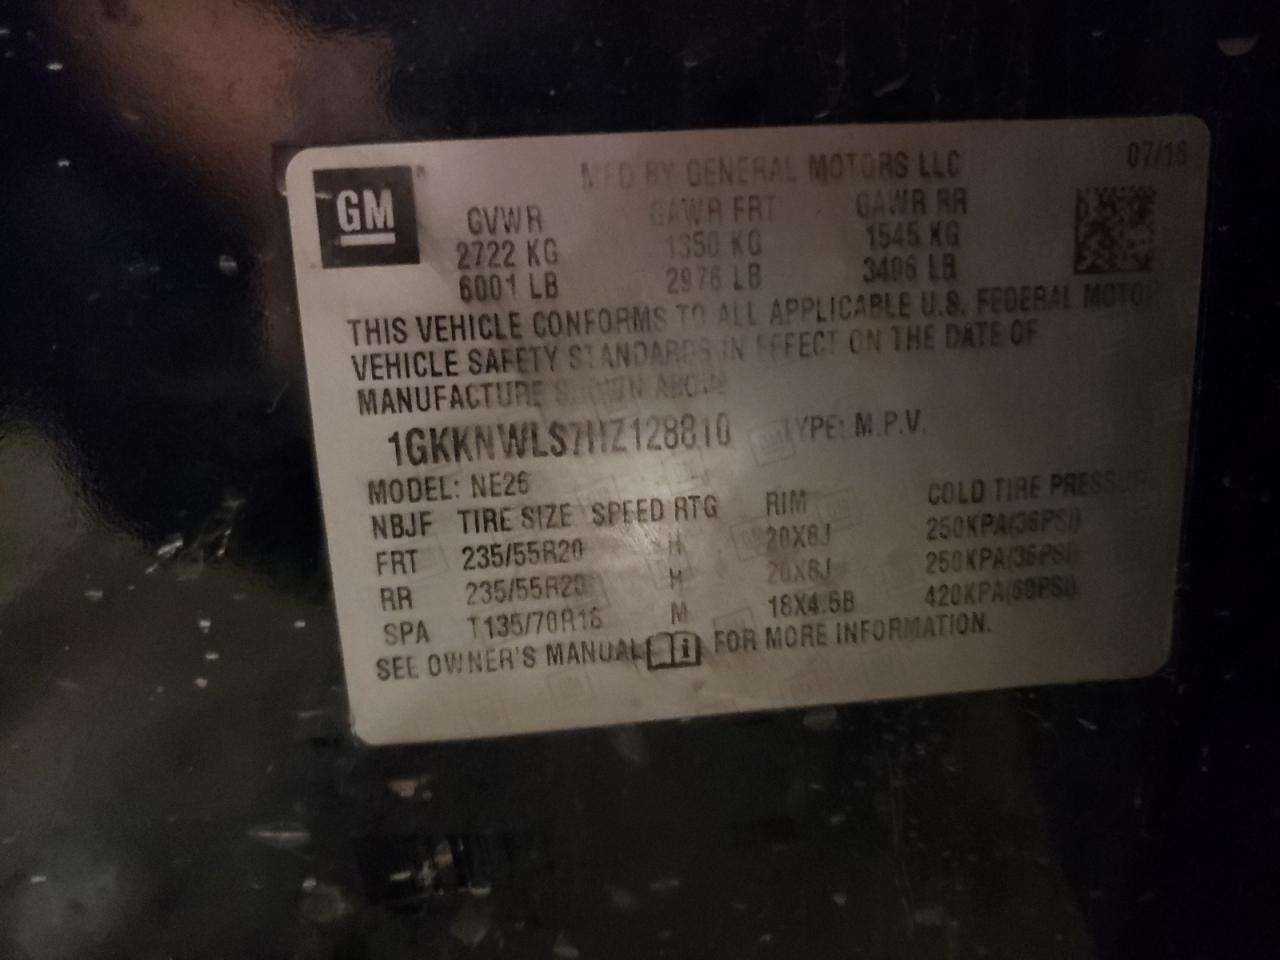 GM
MFD BY GENERAL MOTORS LLC 07/16
GVWR GAWR FRT GAWR RR
2722 KG 1350 KG 1545 KG
6001 LB 2976 LB 3406 LB
THIS VEHICLE CONFORMS TO ALL APPLICABLE U.S. FEDERAL MOTOR
VEHICLE SAFETY STANDARDS IN EFFECT ON THE DATE OF
MANUFACTURE SHOWN ABOVE
1GKKNWLS7HZ128810 TYPE: M.P.V.
MODEL: NE26
NBJF TIRE SIZE SPEED RTG RIM COLD TIRE PRESSURE
FRT 235/55R20 H 20X8J 250KPA(36PSI)
RR 235/55R20 H 20X8J 250KPA(36PSI)
SPA T135/70R18 M 18X4.5B 420KPA(60PSI)
SEE OWNER'S MANUAL FOR MORE INFORMATION.